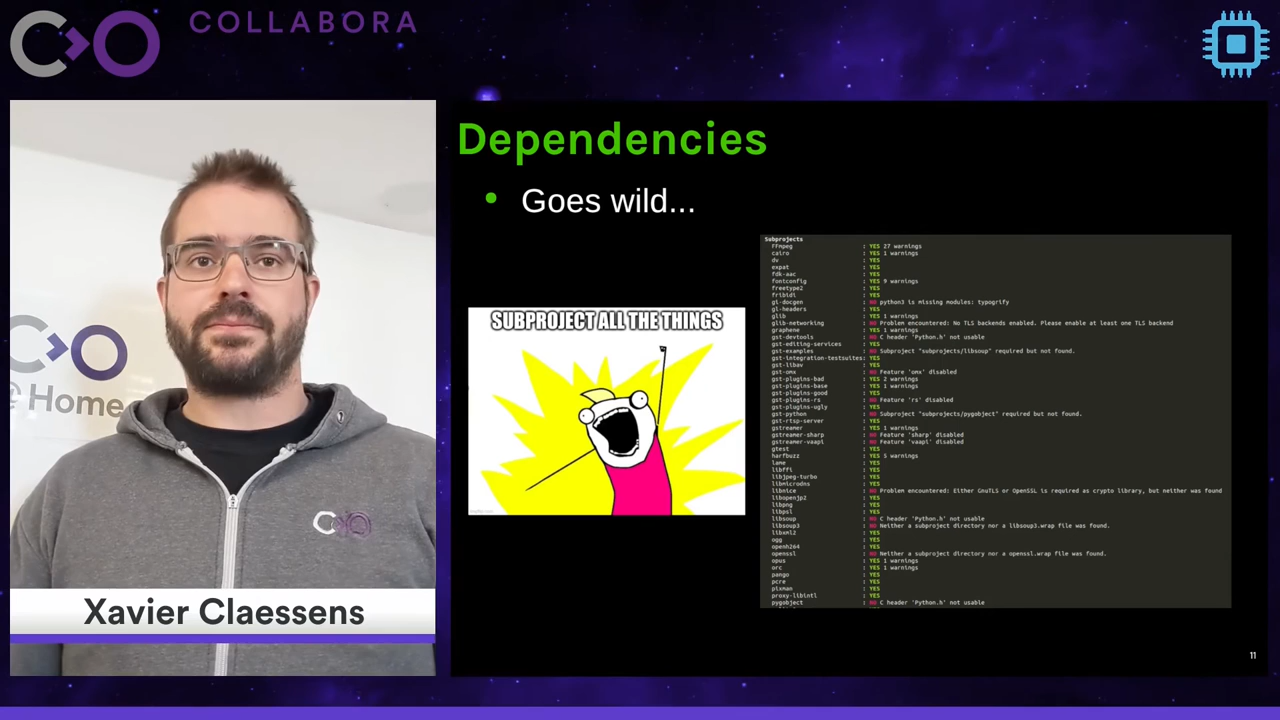 COLLABORA
Dependencies
Goes wild...
SUBPROJECT ALL THE THINGS
Subprojects
FFmpeg : YES 27 warnings
cairo : YES 1 warnings
dv : YES
expat : YES
fdk-aac : YES
fontconfig : YES 9 warnings
freetype2 : YES
fribidi : YES
gi-docgen : NO python3 is missing modules: typogrify
gl-headers : YES
glib : YES 1 warnings
glib-networking : NO Problem encountered: No TLS backends enabled. Please enable at least one TLS backend
graphene : YES 1 warnings
gst-devtools : NO C header 'Python.h' not usable
gst-editing-services : YES
gst-examples : NO Subproject "subprojects/libsoup" required but not found.
gst-integration-testsuites: YES
gst-libav : YES
gst-omx : NO Feature 'omx' disabled
gst-plugins-bad : YES 2 warnings
gst-plugins-base : YES 1 warnings
gst-plugins-good : YES
gst-plugins-rs : NO Feature 'rs' disabled
gst-plugins-ugly : YES
gst-python : NO Subproject "subprojects/pygobject" required but not found.
gst-rtsp-server : YES
gstreamer : YES 1 warnings
gstreamer-sharp : NO Feature 'sharp' disabled
gstreamer-vaapi : NO Feature 'vaapi' disabled
gtest : YES
harfbuzz : YES 5 warnings
lame : YES
libffi : YES
libjpeg-turbo : YES
libmicrodns : YES
libnice : NO Problem encountered: Either GnuTLS or OpenSSL is required as crypto library, but neither was found
libopenjp2 : YES
libpng : YES
libpsl : YES
libsoup : NO C header 'Python.h' not usable
libsoup3 : NO Neither a subproject directory nor a libsoup3.wrap file was found.
libxml2 : YES
ogg : YES
openh264 : YES
openssl : NO Neither a subproject directory nor a openssl.wrap file was found.
opus : YES 1 warnings
orc : YES 1 warnings
pango : YES
pcre : YES
pixman : YES
proxy-libintl : YES
pygobject : NO C header 'Python.h' not usable
@ Home
Xavier Claessens
11